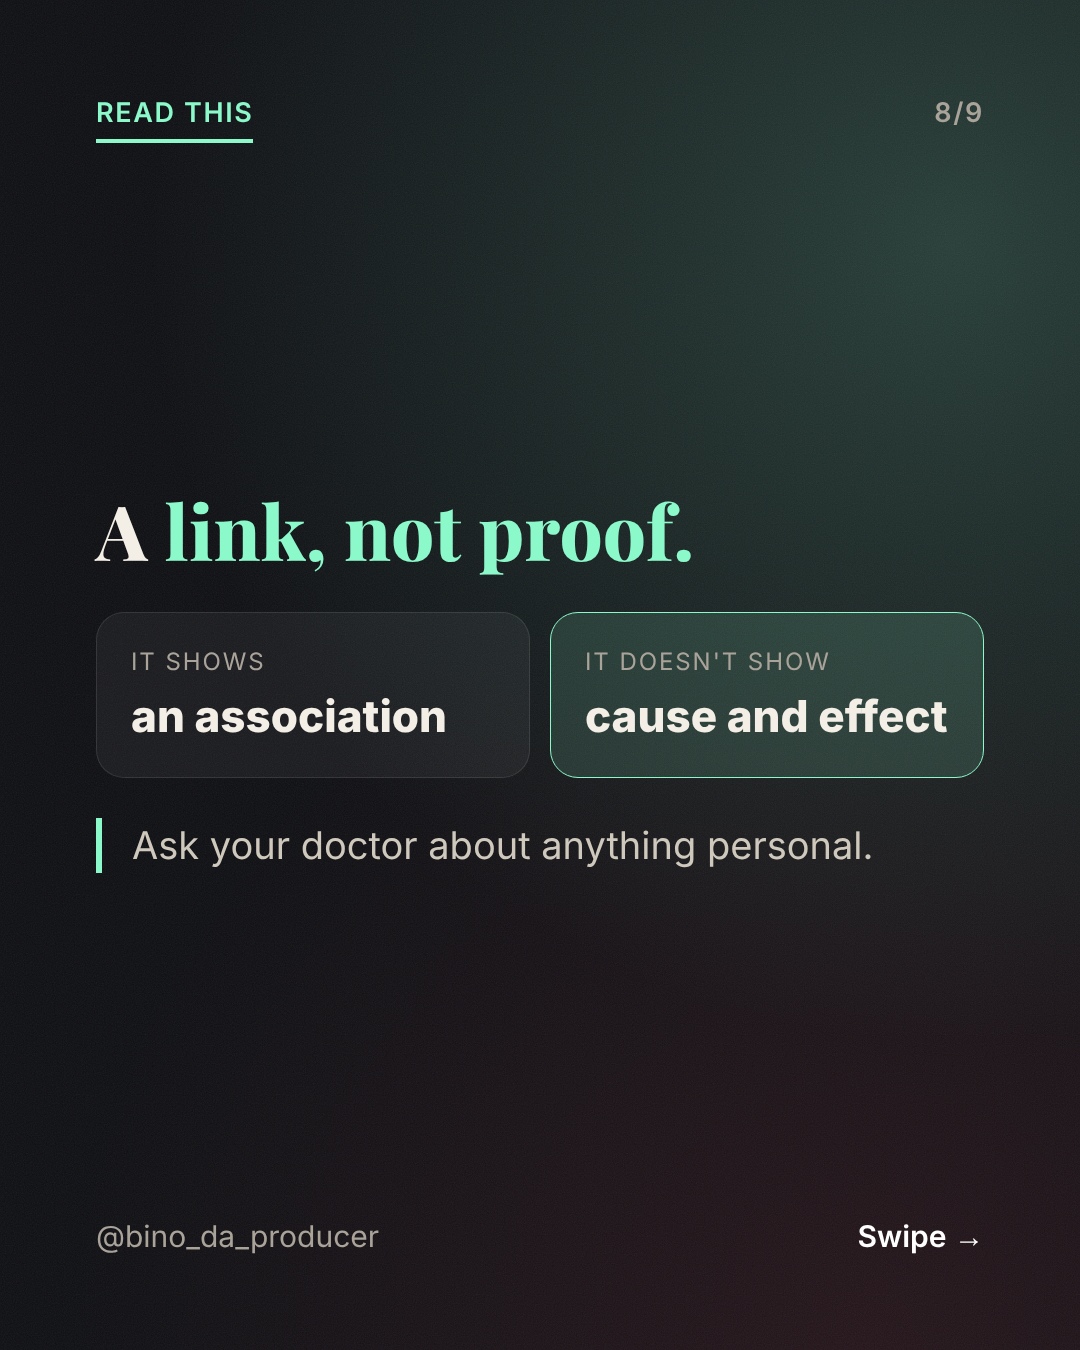 READ THIS
8/9
A link, not proof.
IT SHOWS
an association
IT DOESN'T SHOW
cause and effect
Ask your doctor about anything personal.
@bino_da_producer
Swipe →